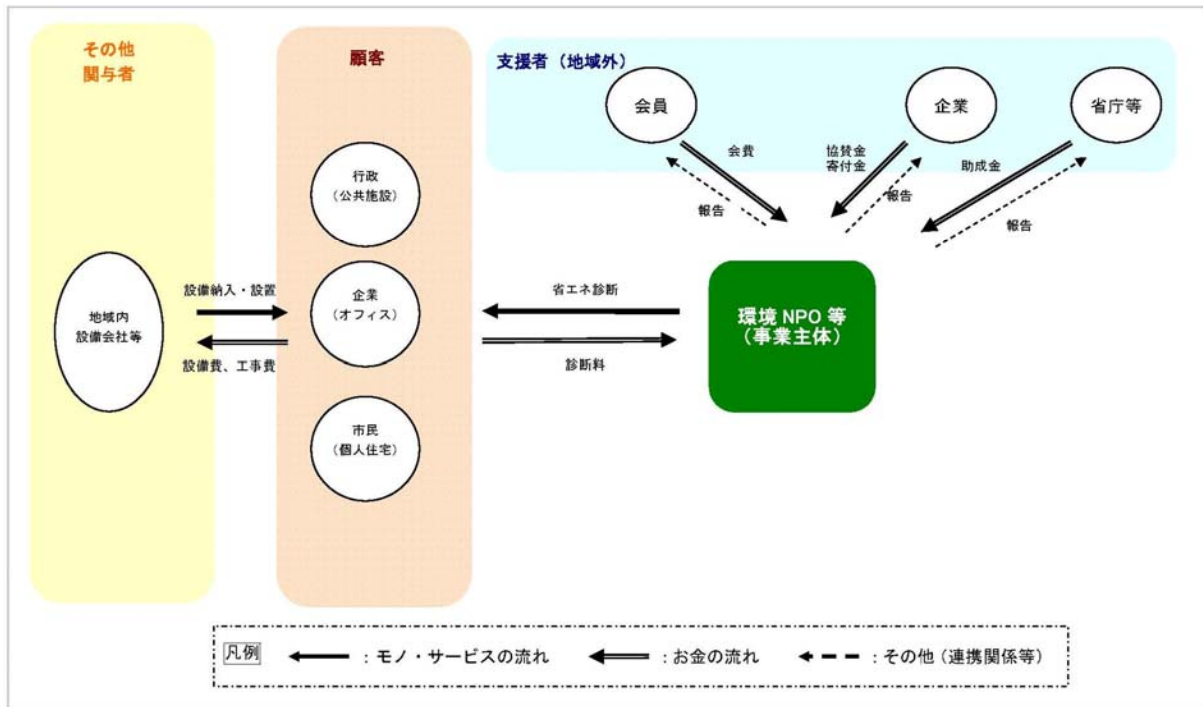 その他
関与者
顧客
支援者（地域外）
会員
企業
省庁等
会費
協賛金
寄付金
助成金
報告
報告
報告
行政
（公共施設）
地域内
設備会社等
設備納入・設置
設備費、工事費
企業
（オフィス）
省エネ診断
診断料
環境 NPO 等
（事業主体）
市民
（個人住宅）
凡例
：モノ・サービスの流れ
：お金の流れ
：その他（連携関係等）